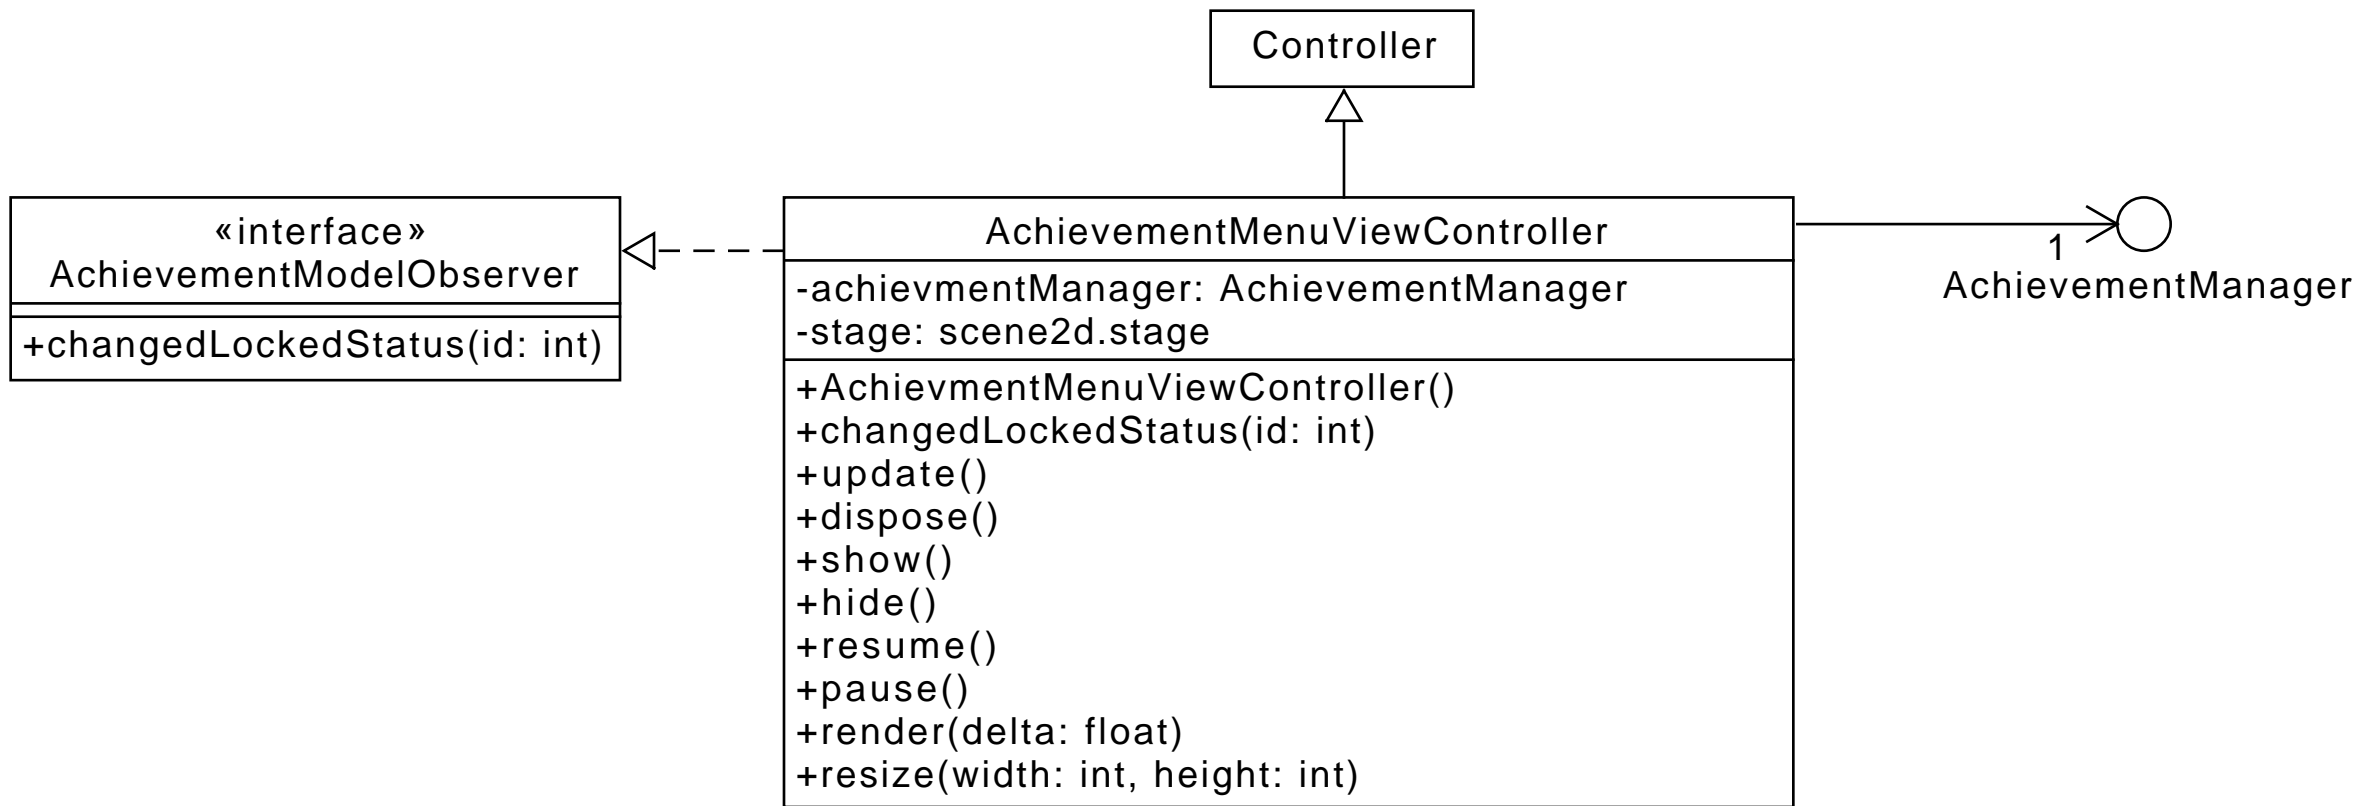 Controller
«interface»
AchievementModelObserver
+changedLockedStatus(id: int)
AchievementMenuViewController
-achievmentManager: AchievementManager
-stage: scene2d.stage
+AchievmentMenuViewController()
+changedLockedStatus(id: int)
+update()
+dispose()
+show()
+hide()
+resume()
+pause()
+render(delta: float)
+resize(width: int, height: int)
1
AchievementManager